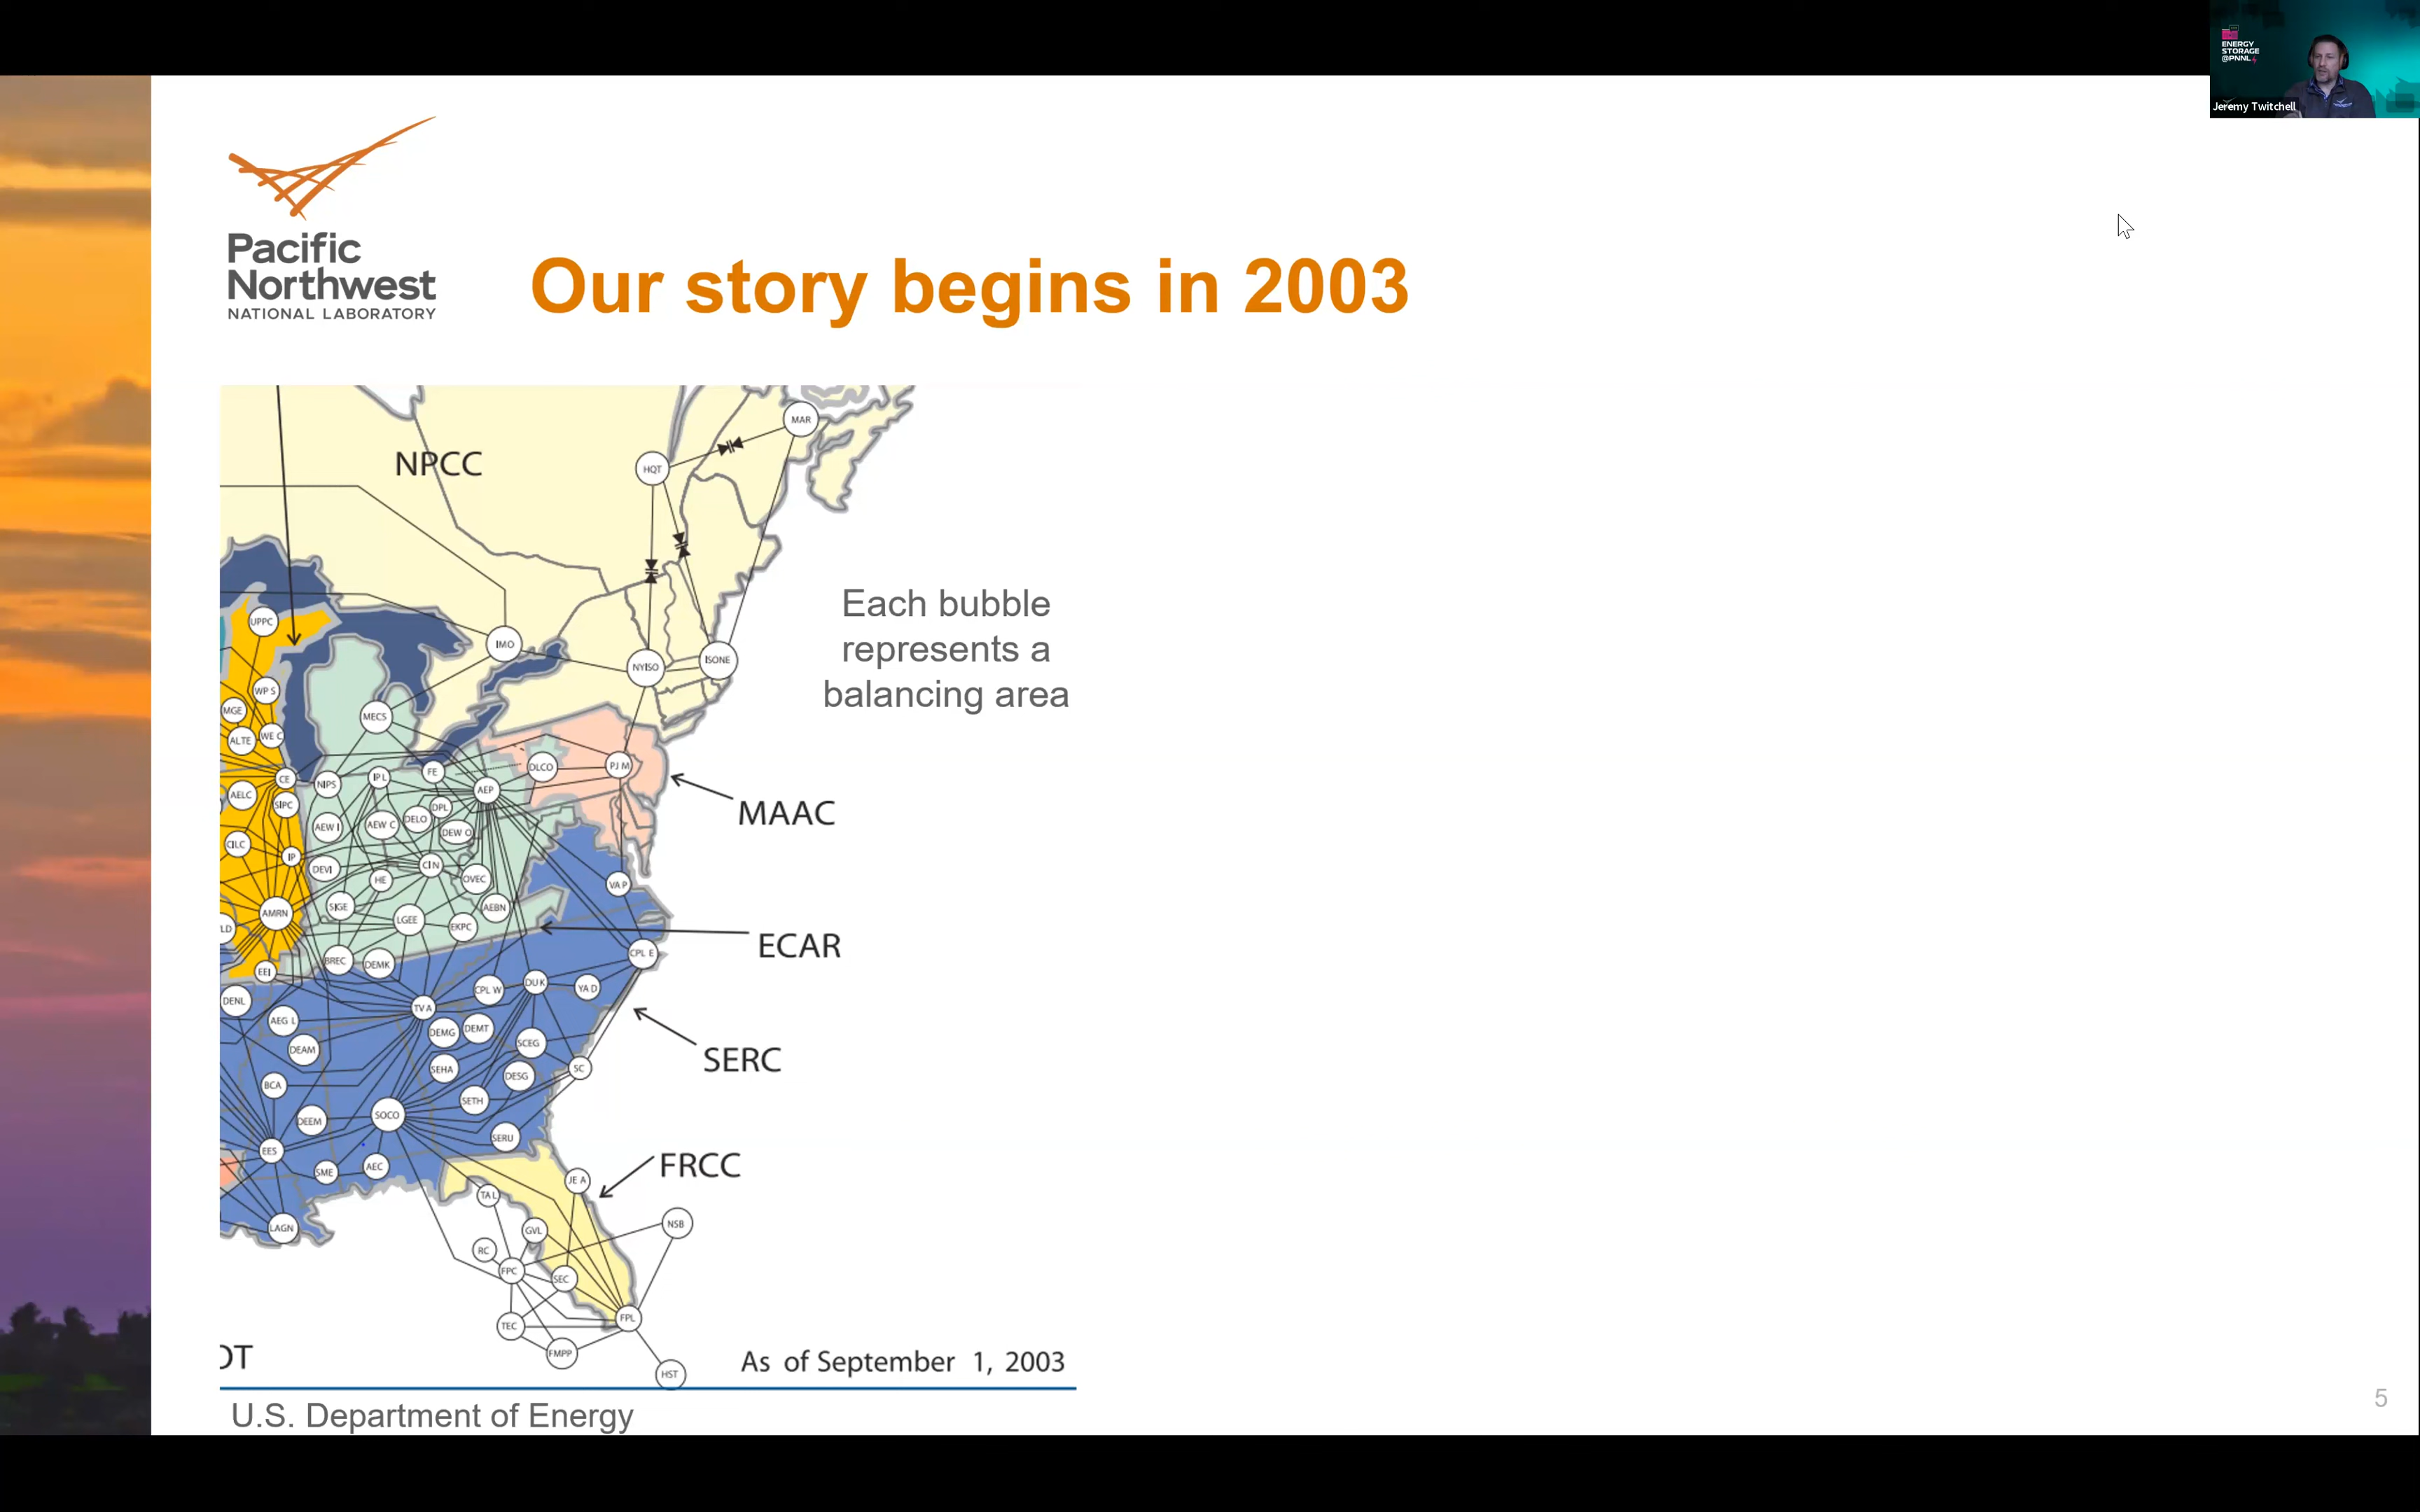 ENERGY
STORAGE
@PNNL
Jeremy Twitchell
Pacific
Northwest
NATIONAL LABORATORY
Our story begins in 2003
MAR
NPCC
HQT
Each bubble
represents a
balancing area
UPPC
IMO
NYISO
ISONE
WPS
MGE
MECS
ALTE
WEC
CE
NIPS
IPL
FE
DLCO
PJM
AEP
AELC
SIPC
DPL
MAAC
AEWI
AEWC
DELO
DEWO
CILC
IP
DEVI
CIN
HE
OVEC
VAP
AMRN
SIGE
LGEE
AEBN
EKPC
LD
ECAR
CPLE
BREC
DEMK
EEI
DENL
CPLW
DUK
YAD
TVA
AEGL
DEMG
DEMT
DEAM
SCEG
SERC
SEHA
DESG
SC
BCA
SETH
DEEM
SOCO
SERU
EES
SME
AEC
FRCC
JEA
TAL
LAGN
GVL
NSB
RC
FPC
SEC
FPL
TEC
FMPP
HST
OT
As of September 1, 2003
U.S. Department of Energy
5